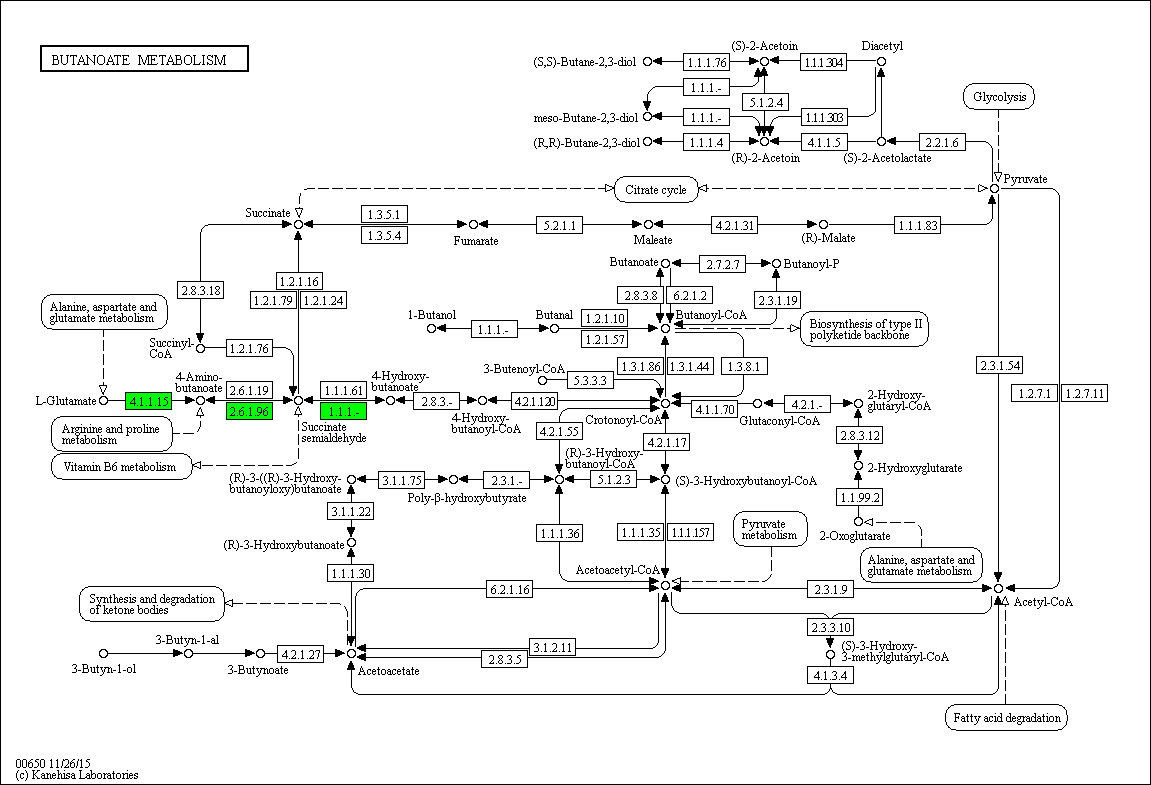 BUTANOATE METABOLISM
(S)-2-Acetoin
Diacetyl
(S,S)-Butane-2,3-diol
1.1.1.76
1.1.1.304
1.1.1.-
5.1.2.4
Glycolysis
meso-Butane-2,3-diol
1.1.1.-
1.1.1.303
(R,R)-Butane-2,3-diol
1.1.1.4
4.1.1.5
2.2.1.6
(R)-2-Acetoin
(S)-2-Acetolactate
Citrate cycle
Pyruvate
Succinate
1.3.5.1
1.3.5.4
5.2.1.1
4.2.1.31
1.1.1.83
Fumarate
Maleate
(R)-Malate
Butanoate
2.7.2.7
Butanoyl-P
2.8.3.18
1.2.1.16
1.2.1.79
1.2.1.24
2.8.3.8
6.2.1.2
2.3.1.19
Alanine, aspartate and
glutamate metabolism
1-Butanol
Butanal
1.2.1.10
Butanoyl-CoA
1.1.1.-
1.2.1.57
Biosynthesis of type II
polyketide backbone
Succinyl-
CoA
1.2.1.76
3-Butenoyl-CoA
1.3.1.86
1.3.1.44
1.3.8.1
2.3.1.54
5.3.3.3
4-Amino-
butanoate
2.6.1.19
1.1.1.61
4-Hydroxy-
butanoate
1.2.7.1
1.2.7.11
L-Glutamate
4.1.1.15
2.6.1.96
1.1.1.-
2.8.3.-
4.2.1.120
4.1.1.70
4.2.1.-
2-Hydroxy-
glutaryl-CoA
4-Hydroxy-
butanoyl-CoA
Crotonoyl-CoA
Glutaconyl-CoA
Succinate
semialdehyde
Arginine and proline
metabolism
4.2.1.55
4.2.1.17
2.8.3.12
Vitamin B6 metabolism
(R)-3-Hydroxy-
butanoyl-CoA
2-Hydroxyglutarate
(R)-3-((R)-3-Hydroxy-
butanoyloxy)butanoate
3.1.1.75
2.3.1.-
5.1.2.3
(S)-3-Hydroxybutanoyl-CoA
Poly-β-hydroxybutyrate
1.1.99.2
3.1.1.22
1.1.1.36
1.1.1.35
1.1.1.157
Pyruvate
metabolism
2-Oxoglutarate
(R)-3-Hydroxybutanoate
Alanine, aspartate and
glutamate metabolism
1.1.1.30
Acetoacetyl-CoA
6.2.1.16
2.3.1.9
Acetyl-CoA
Synthesis and degradation
of ketone bodies
2.3.3.10
3-Butyn-1-al
3.1.2.11
(S)-3-Hydroxy-
3-methylglutaryl-CoA
4.2.1.27
2.8.3.5
3-Butyn-1-ol
3-Butynoate
Acetoacetate
4.1.3.4
Fatty acid degradation
00650 11/26/15
(c) Kanehisa Laboratories